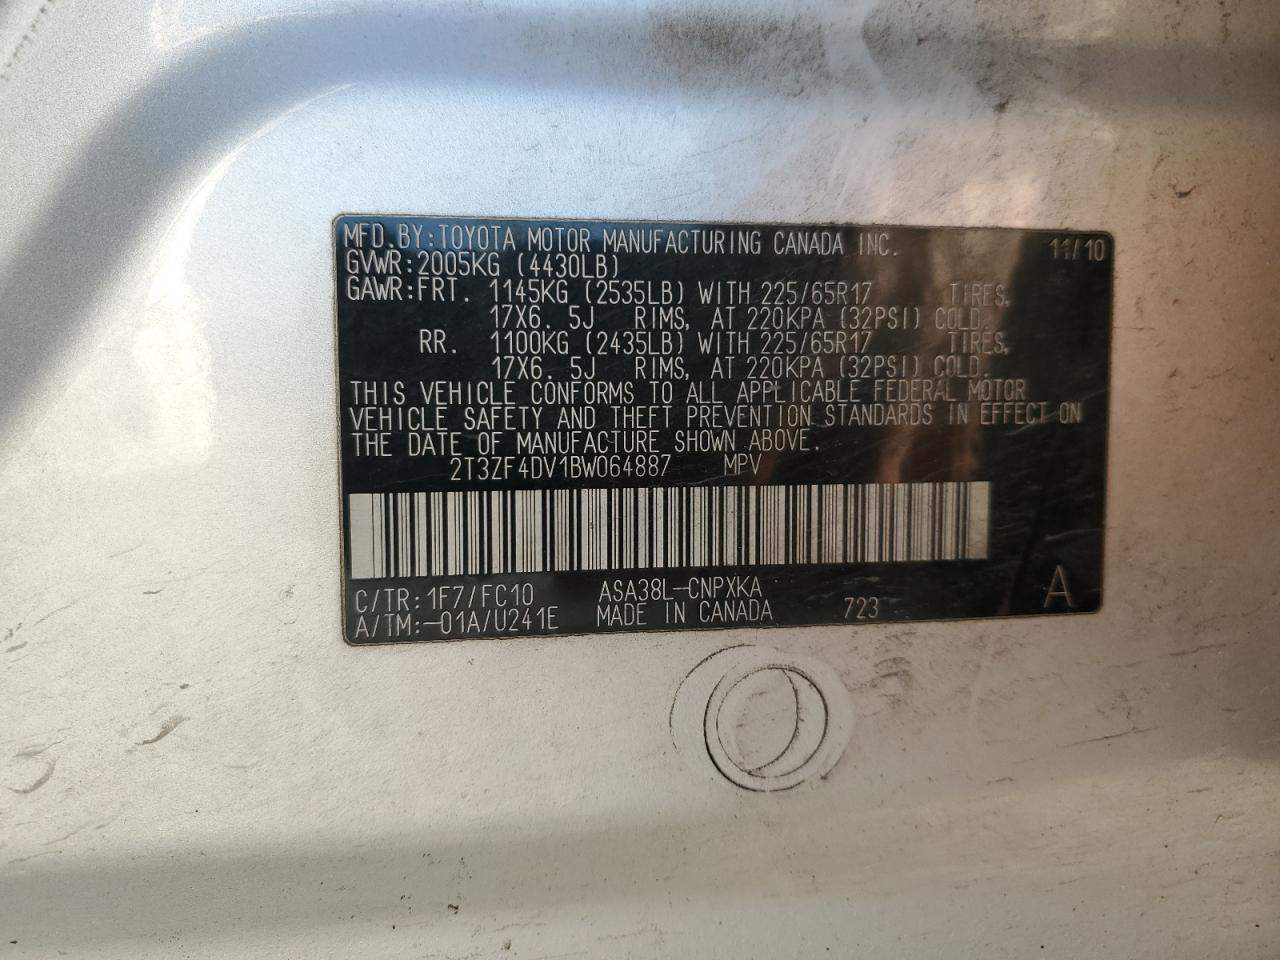 MFD.BY:TOYOTA MOTOR MANUFACTURING CANADA INC. 11/10
GVWR:2005KG (4430LB)
GAWR:FRT. 1145KG (2535LB) WITH 225/65R17 TIRES,
17X6.5J RIMS, AT 220KPA (32PSI) COLD.
RR. 1100KG (2435LB) WITH 225/65R17 TIRES,
17X6.5J RIMS, AT 220KPA (32PSI) COLD.
THIS VEHICLE CONFORMS TO ALL APPLICABLE FEDERAL MOTOR
VEHICLE SAFETY AND THEFT PREVENTION STANDARDS IN EFFECT ON
THE DATE OF MANUFACTURE SHOWN ABOVE.
2T3ZF4DV1BW064887 MPV
C/TR:1F7/FC10 ASA38L-CNPXKA
A/TM:-01A/U241E MADE IN CANADA 723 A